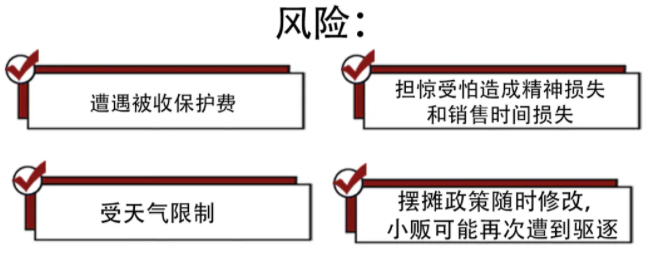 风险：
遭遇被收保护费
担惊受怕造成精神损失
和销售时间损失
受天气限制
摆摊政策随时修改，
小贩可能再次遭到驱逐